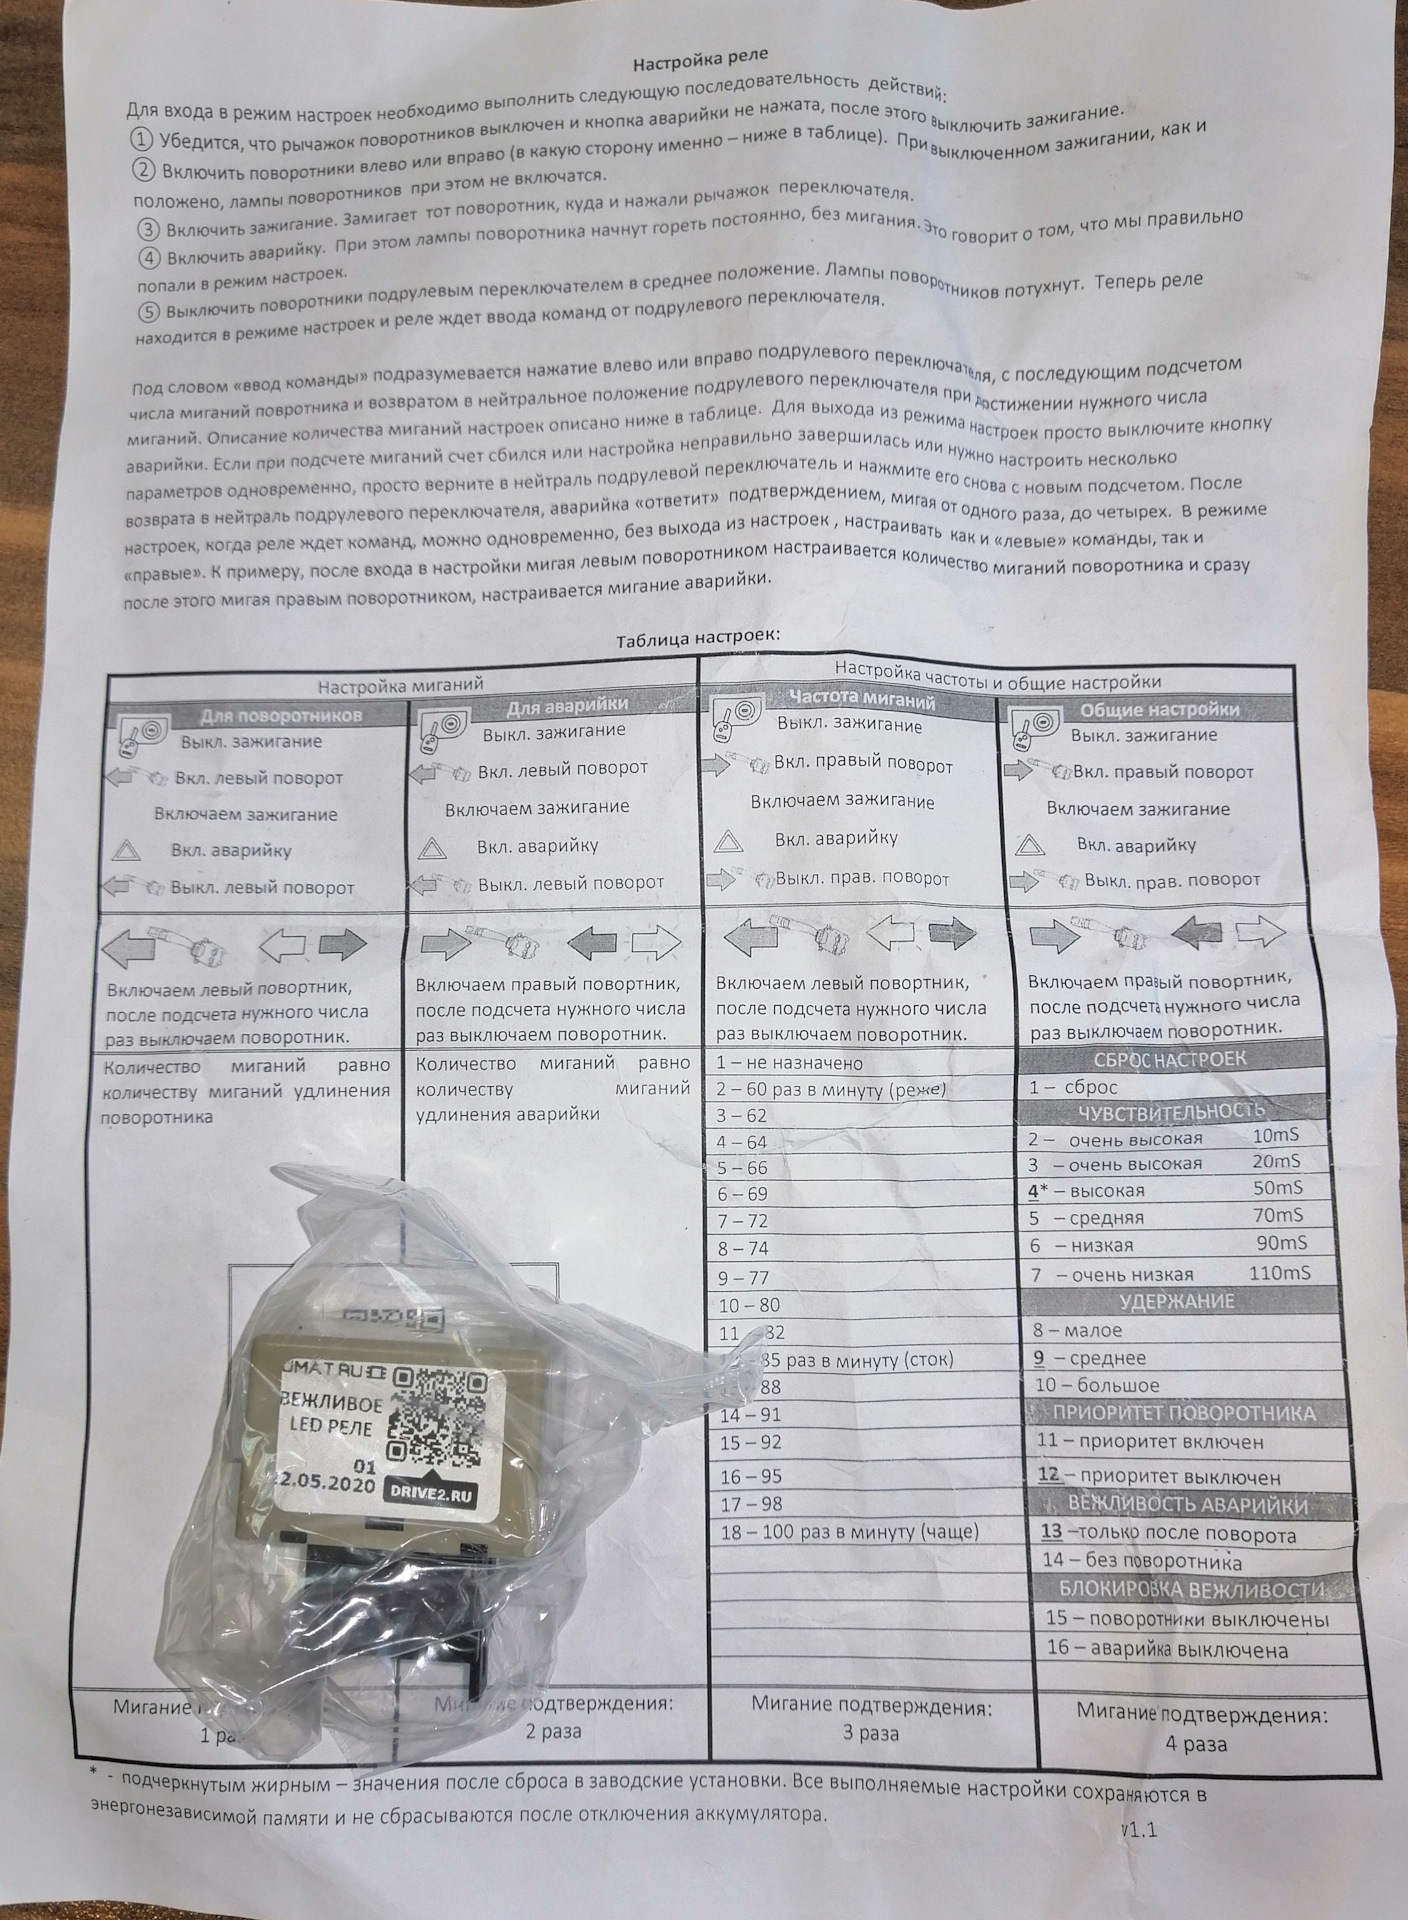 Настройка реле
Для входа в режим настроек необходимо выполнить следующую последовательность действий:
① Убедится, что рычажок поворотников выключен и кнопка аварийки не нажата, после этого выключить зажигание.
② Включить поворотники влево или вправо (в какую сторону именно – ниже в таблице). При выключенном зажигании, как и
положено, лампы поворотников при этом не включатся.
③ Включить зажигание. Замигает тот поворотник, куда и нажали рычажок переключателя.
④ Включить аварийку. При этом лампы поворотника начнут гореть постоянно, без мигания. Это говорит о том, что мы правильно
попали в режим настроек.
⑤ Выключить поворотники подрулевым переключателем в среднее положение. Лампы поворотников потухнут. Теперь реле
находится в режиме настроек и реле ждет ввода команд от подрулевого переключателя.
Под словом «ввод команды» подразумевается нажатие влево или вправо подрулевого переключателя, с последующим подсчетом
числа миганий повротника и возвратом в нейтральное положение подрулевого переключателя при достижении нужного числа
миганий. Описание количества миганий настроек описано ниже в таблице. Для выхода из режима настроек просто выключите кнопку
аварийки. Если при подсчете миганий счет сбился или настройка неправильно завершилась или нужно настроить несколько
параметров одновременно, просто верните в нейтраль подрулевой переключатель и нажмите его снова с новым подсчетом. После
возврата в нейтраль подрулевого переключателя, аварийка «ответит» подтверждением, мигая от одного раза, до четырех. В режиме
настроек, когда реле ждет команд, можно одновременно, без выхода из настроек , настраивать как и «левые» команды, так и
«правые». К примеру, после входа в настройки мигая левым поворотником настраивается количество миганий поворотника и сразу
после этого мигая правым поворотником, настраивается мигание аварийки.
Таблица настроек:
Настройка миганий
Настройка частоты и общие настройки
Для поворотников
Выкл. зажигание
Вкл. левый поворот
Включаем зажигание
Вкл. аварийку
Выкл. левый поворот
Включаем левый повортник,
после подсчета нужного числа
раз выключаем поворотник.
Количество миганий равно
количеству миганий удлинения
поворотника
Мигание
1
Для аварийки
Выкл. зажигание
Вкл. левый поворот
Включаем зажигание
Вкл. аварийку
Выкл. левый поворот
Включаем правый повортник,
после подсчета нужного числа
раз выключаем поворотник.
Количество миганий равно
количеству миганий
удлинения аварийки
подтверждения:
2 раза
Частота миганий
Выкл. зажигание
Вкл. правый поворот
Включаем зажигание
Вкл. аварийку
Выкл. прав. поворот
Включаем левый повортник,
после подсчета нужного числа
раз выключаем поворотник.
1 – не назначено
2 – 60 раз в минуту (реже)
3 – 62
4 – 64
5 – 66
6 – 69
7 – 72
8 – 74
9 – 77
10 – 80
11 – 82
85 раз в минуту (сток)
88
14 – 91
15 – 92
16 – 95
17 – 98
18 – 100 раз в минуту (чаще)
Мигание подтверждения:
3 раза
Общие настройки
Выкл. зажигание
Вкл. правый поворот
Включаем зажигание
Вкл. аварийку
Выкл. прав. поворот
Включаем правый повортник,
после подсчета нужного числа
раз выключаем поворотник.
СБРОС НАСТРОЕК
1 – сброс
ЧУВСТВИТЕЛЬНОСТЬ
2 – очень высокая 10mS
3 – очень высокая 20mS
4* – высокая 50mS
5 – средняя 70mS
6 – низкая 90mS
7 – очень низкая 110mS
УДЕРЖАНИЕ
8 – малое
9 – среднее
10 – большое
ПРИОРИТЕТ ПОВОРОТНИКА
11 – приоритет включен
12 – приоритет выключен
ВЕЖЛИВОСТЬ АВАРИЙКИ
13 –только после поворота
14 – без поворотника
БЛОКИРОВКА ВЕЖЛИВОСТИ
15 – поворотники выключены
16 – аварийка выключена
Мигание подтверждения:
4 раза
ВЕЖЛИВОЕ
LED РЕЛЕ
01
22.05.2020
DRIVE2.RU
* - подчеркнутым жирным – значения после сброса в заводские установки. Все выполняемые настройки сохраняются в
энергонезависимой памяти и не сбрасываются после отключения аккумулятора.
v1.1